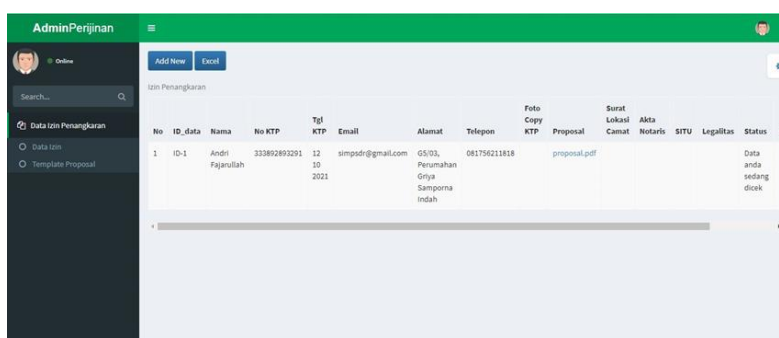 AdminPerijinan
Online
Add New Excel
Izin Penangkaran
Search...
Data Izin Penangkaran
Data Izin
Template Proposal
No ID_data Nama No KTP Tgl KTP Email Alamat Telepon Foto Copy KTP Proposal Surat Lokasi Camat Akta Notaris SITU Legalitas Status
1 ID-1 Andri Fajarullah 333892893291 12 10 2021 simpsdr@gmail.com G5/03, Perumahan Griya Samporna Indah 081756211818 proposal.pdf Data anda sedang dicek